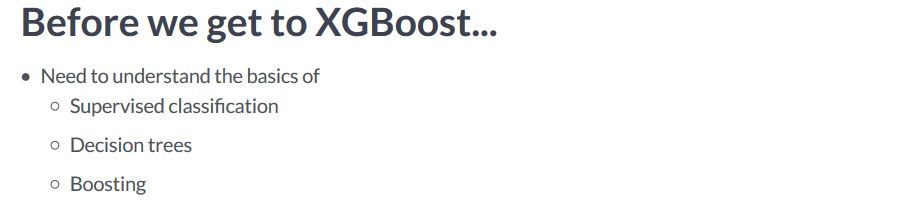 Before we get to XGBoost...
• Need to understand the basics of
○ Supervised classification
○ Decision trees
○ Boosting